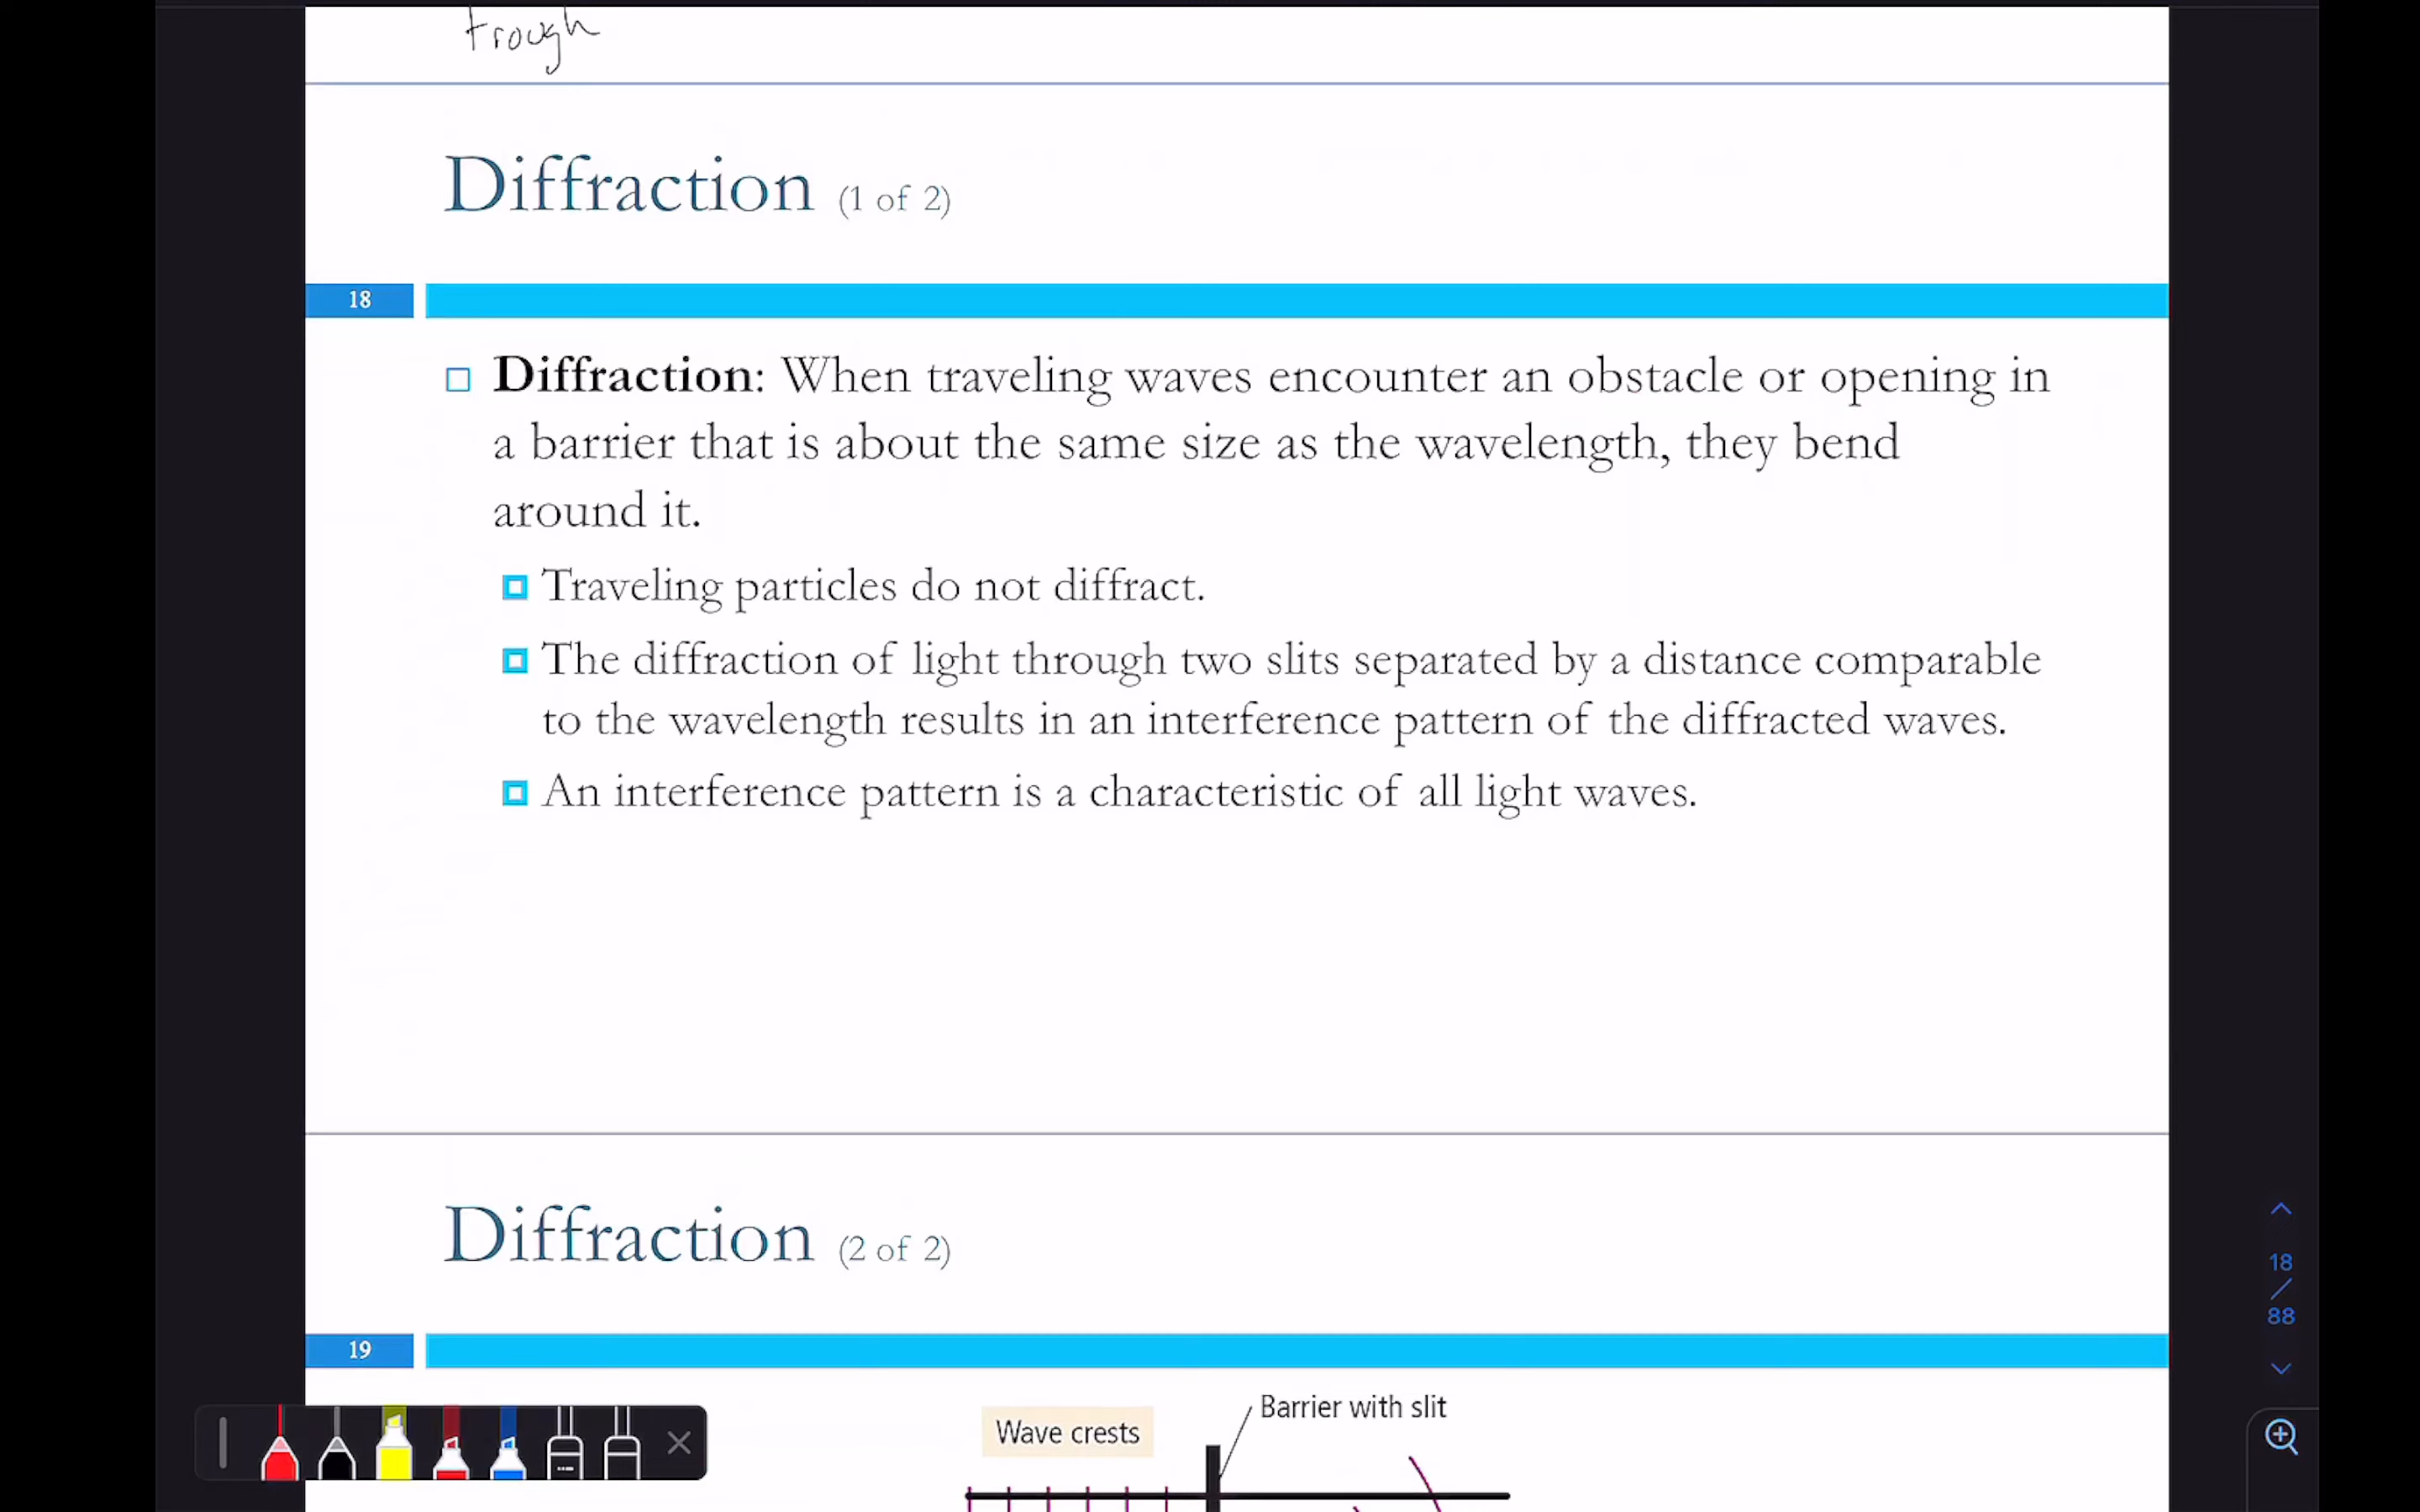 trough
Diffraction (1 of 2)
18
Diffraction: When traveling waves encounter an obstacle or opening in
a barrier that is about the same size as the wavelength, they bend
around it.
Traveling particles do not diffract.
The diffraction of light through two slits separated by a distance comparable
to the wavelength results in an interference pattern of the diffracted waves.
An interference pattern is a characteristic of all light waves.
Diffraction (2 of 2)
19
Barrier with slit
Wave crests
18
/
88